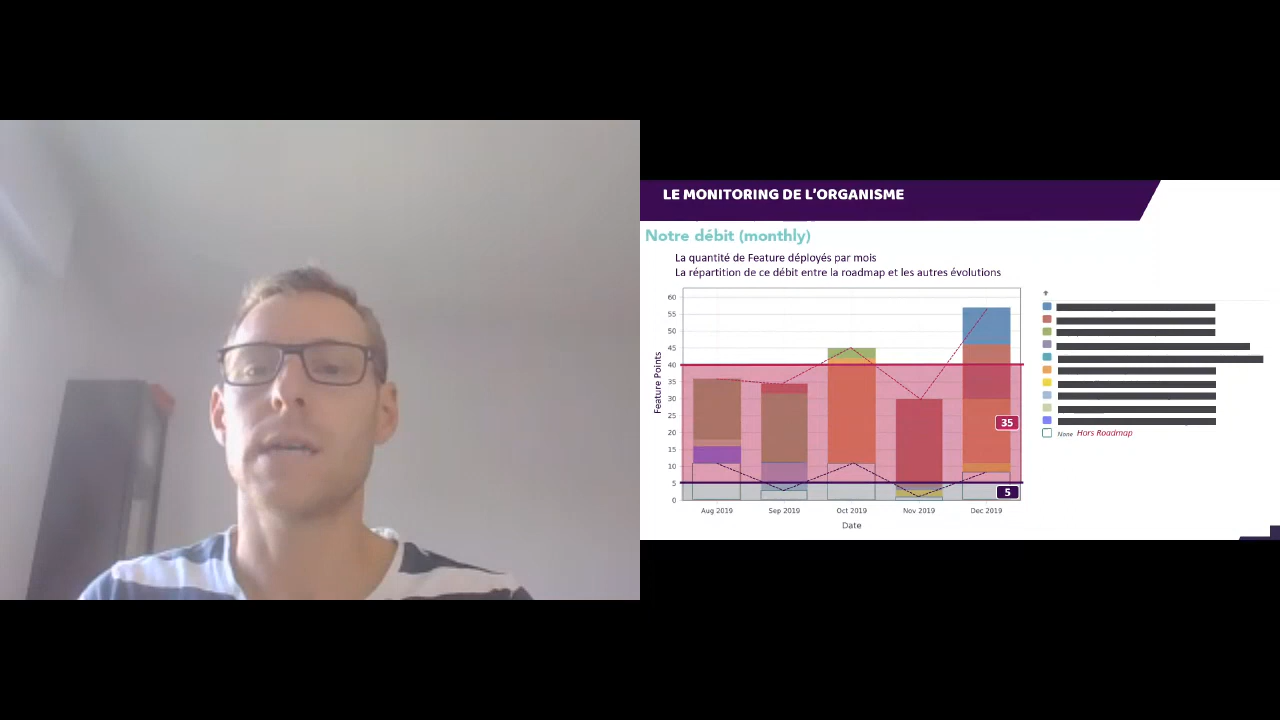 LE MONITORING DE L'ORGANISME
Notre débit (monthly)
La quantité de Feature déployés par mois
La répartition de ce débit entre la roadmap et les autres évolutions
60
55
50
45
40
35
30
25
20
15
10
5
0
Feature Points
35
5
Aug 2019 Sep 2019 Oct 2019 Nov 2019 Dec 2019
Date
None Hors Roadmap